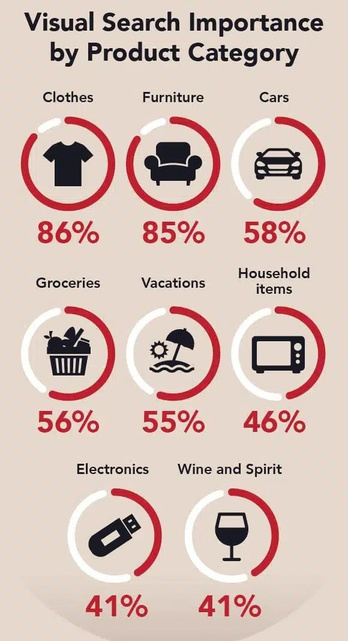 Visual Search Importance
by Product Category
Clothes
Furniture
Cars
86%
85%
58%
Groceries
Vacations
Household
items
56%
55%
46%
Electronics
Wine and Spirit
41%
41%